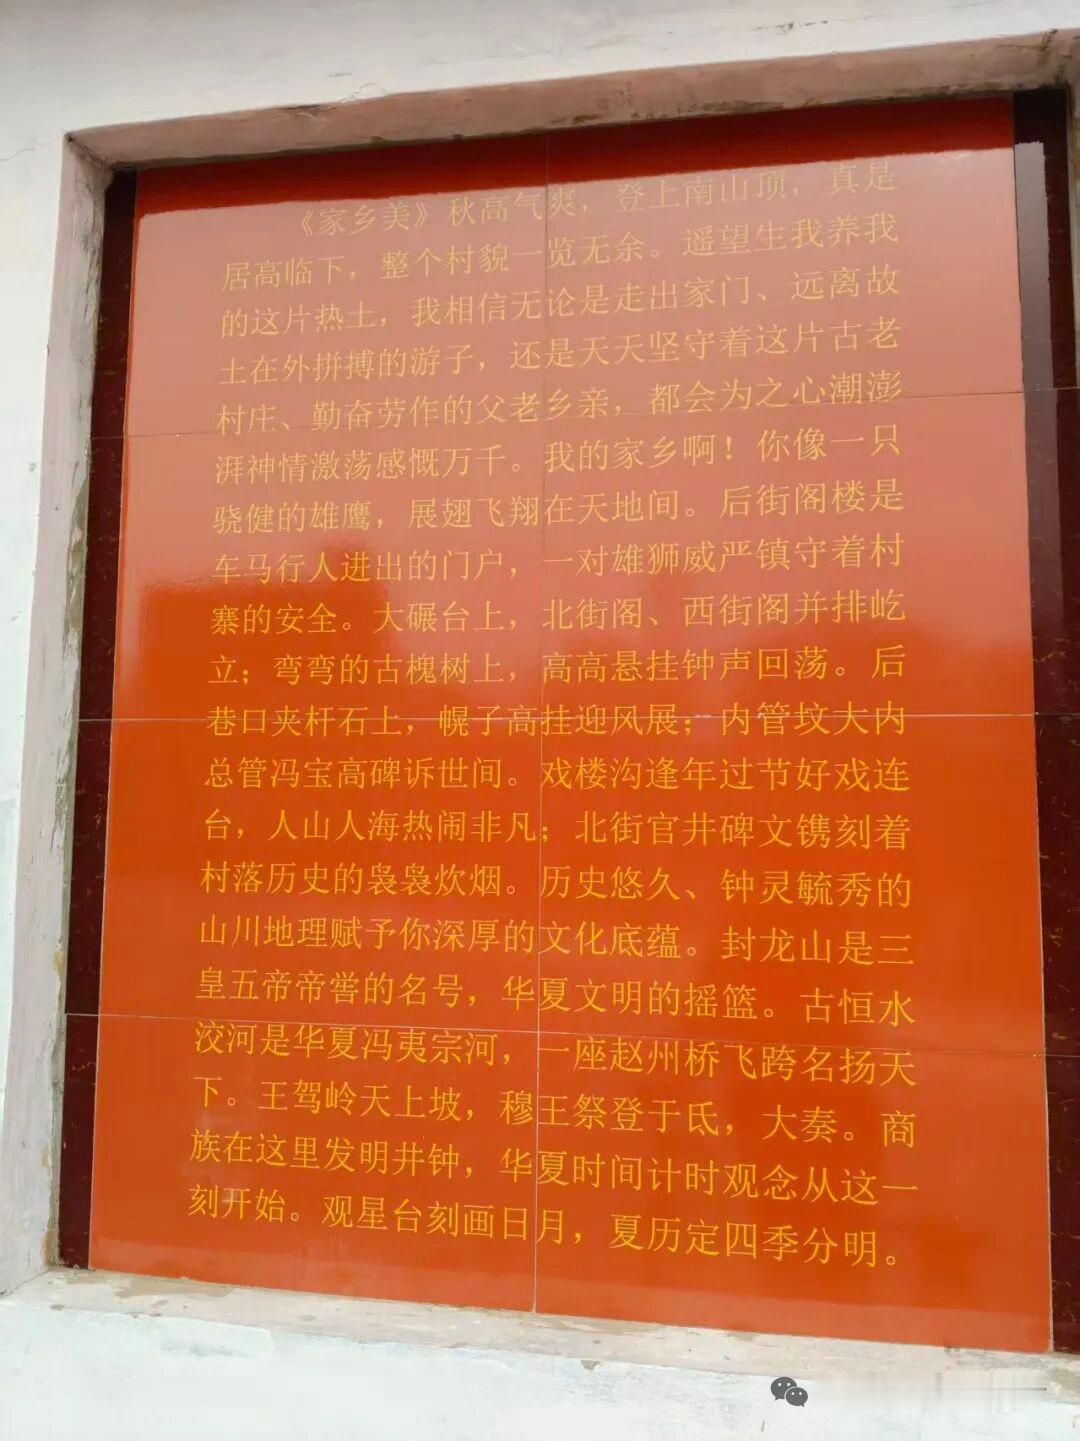 《家乡美》秋高气爽，登上南山顶，真是
居高临下，整个村貌一览无余。遥望生我养我
的这片热土，我相信无论是走出家门、远离故
土在外拼搏的游子，还是天天坚守着这片古老
村庄、勤奋劳作的父老乡亲，都会为之心潮澎
湃神情激荡感慨万千。我的家乡啊！你像一只
骁健的雄鹰，展翅飞翔在天地间。后街阁楼是
车马行人进出的门户，一对雄狮威严镇守着村
寨的安全。大碾台上，北街阁、西街阁并排屹
立；弯弯的古槐树上，高高悬挂钟声回荡。后
巷口夹杆石上，幌子高挂迎风展；内管坟大内
总管冯宝高碑诉世间。戏楼沟逢年过节好戏连
台，人山人海热闹非凡；北街官井碑文镌刻着
村落历史的袅袅炊烟。历史悠久、钟灵毓秀的
山川地理赋予你深厚的文化底蕴。封龙山是三
皇五帝帝喾的名号，华夏文明的摇篮。古恒水
洨河是华夏冯夷宗河，一座赵州桥飞跨名扬天
下。王驾岭天上坡，穆王祭登于氐，大奏。商
族在这里发明井钟，华夏时间计时观念从这一
刻开始。观星台刻画日月，夏历定四季分明。